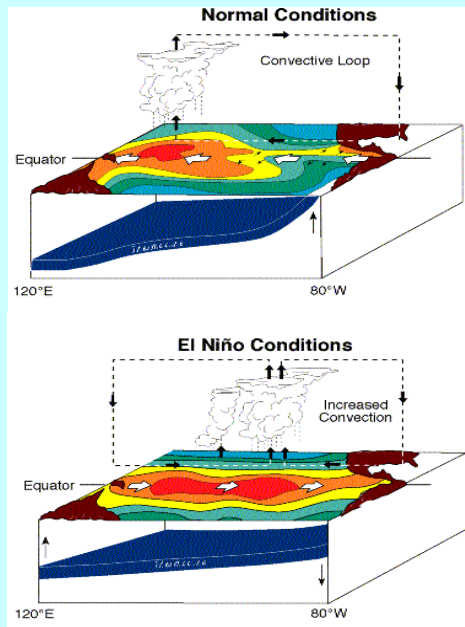 Normal Conditions
Convective Loop
Equator
120°E
80°W
El Niño Conditions
Increased
Convection
Equator
120°E
80°W